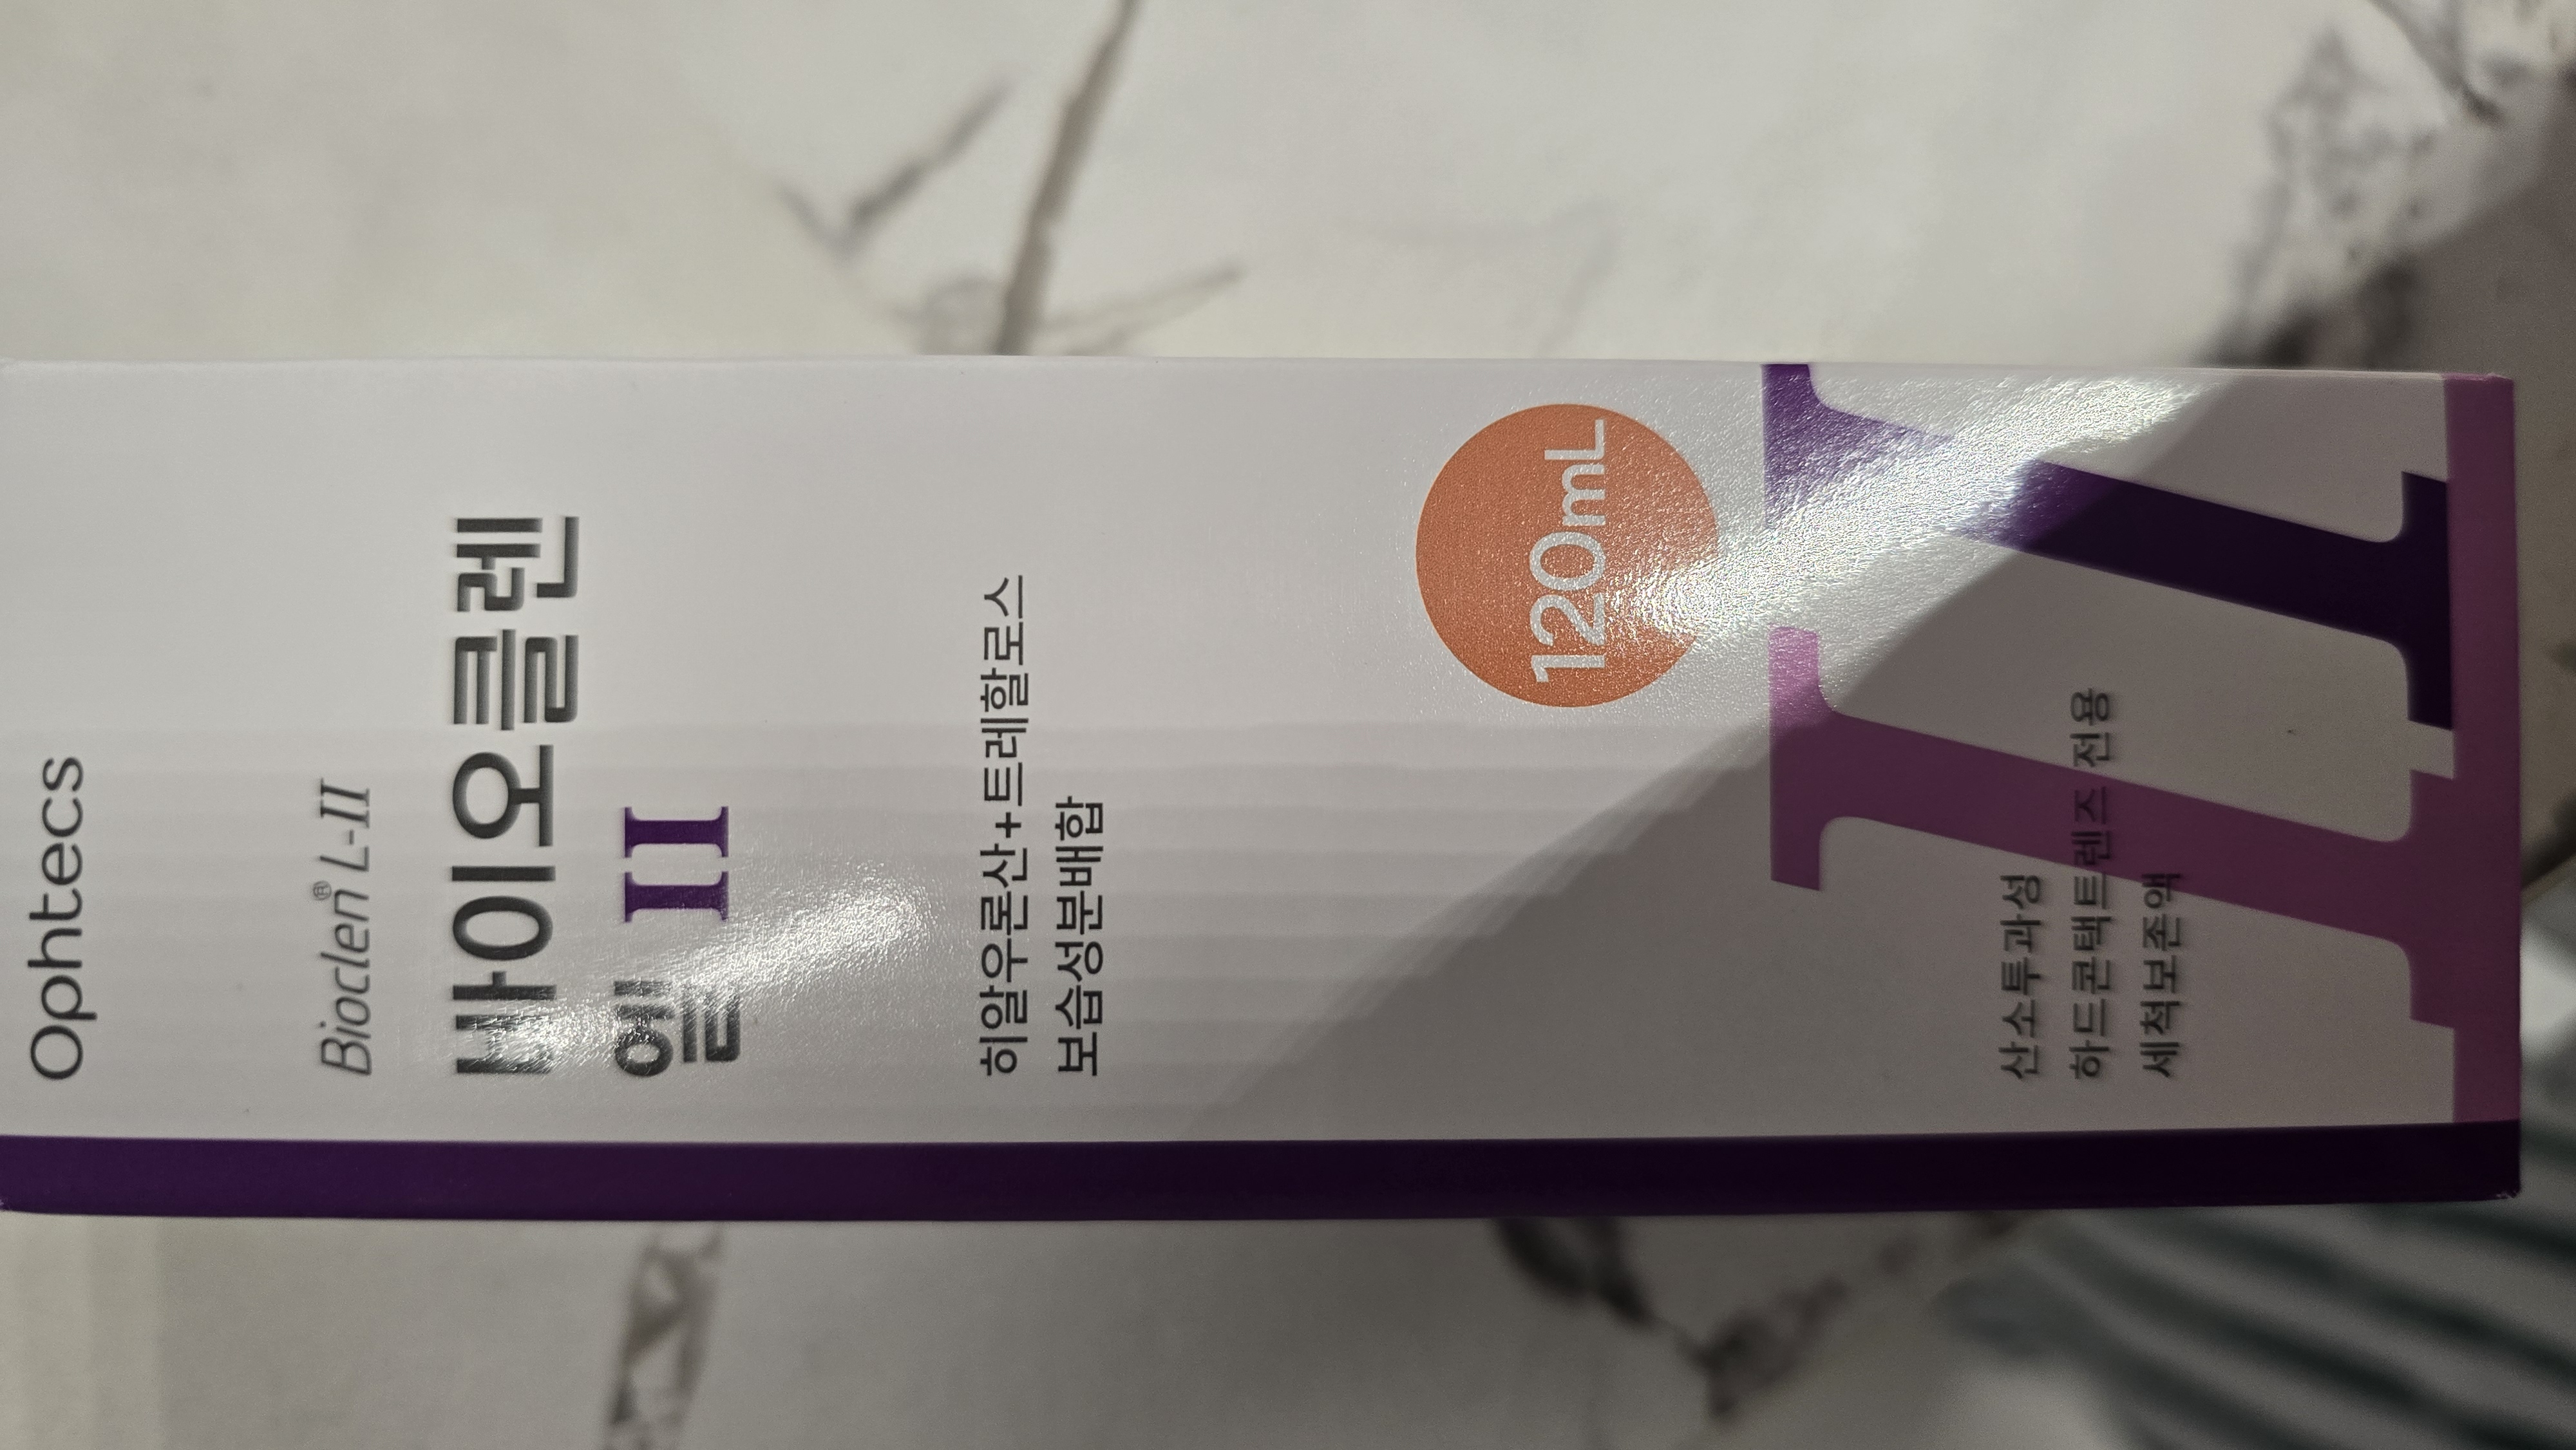 Ophtecs
Bioclen® L-II
바이오클렌
엘 II
히알우론산+트레할로스
보습성분배합
120mL
II
산소투과성
하드콘택트렌즈 전용
세척보존액